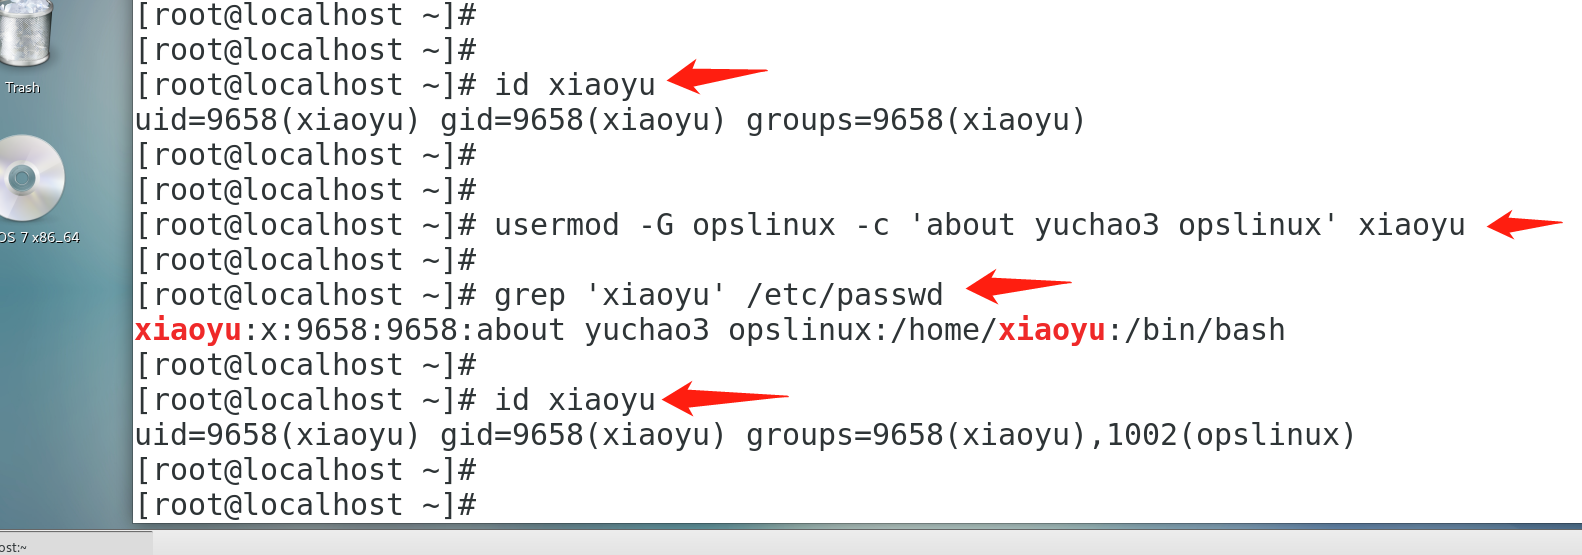 [root@localhost ~]#
[root@localhost ~]#
[root@localhost ~]# id xiaoyu
uid=9658(xiaoyu) gid=9658(xiaoyu) groups=9658(xiaoyu)
[root@localhost ~]#
[root@localhost ~]#
[root@localhost ~]# usermod -G opslinux -c 'about yuchao3 opslinux' xiaoyu
[root@localhost ~]#
[root@localhost ~]# grep 'xiaoyu' /etc/passwd
xiaoyu:x:9658:9658:about yuchao3 opslinux:/home/xiaoyu:/bin/bash
[root@localhost ~]#
[root@localhost ~]# id xiaoyu
uid=9658(xiaoyu) gid=9658(xiaoyu) groups=9658(xiaoyu),1002(opslinux)
[root@localhost ~]#
[root@localhost ~]#
Trash
OS 7 x86_64
ost:~